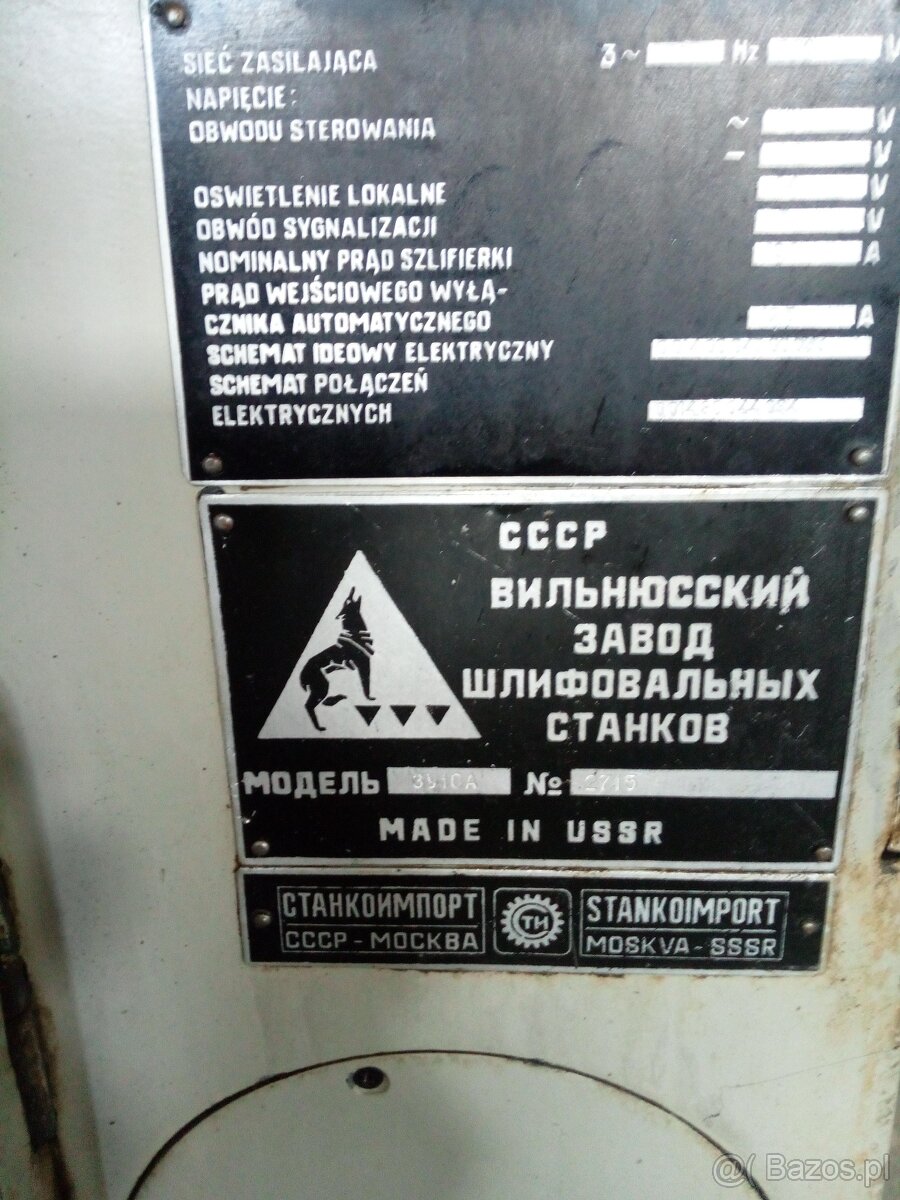 SIEĆ ZASILAJĄCA 3~ Hz V
NAPIĘCIE:
OBWODU STEROWANIA ~ V
- V
OSWIETLENIE LOKALNE V
OBWÓD SYGNALIZACJI V
NOMINALNY PRĄD SZLIFIERKI A
PRĄD WEJŚCIOWEGO WYŁĄ-
CZNIKA AUTOMATYCZNEGO A
SCHEMAT IDEOWY ELEKTRYCZNY
SCHEMAT POŁĄCZEŃ
ELEKTRYCZNYCH
СССР
ВИЛЬНЮССКИЙ
ЗАВОД
ШЛИФОВАЛЬНЫХ
СТАНКОВ
МОДЕЛЬ № 2715
MADE IN USSR
СТАНКОИМПОРТ
СССР - МОСКВА
СТИ
STANKOIMPORT
MOSKVA - SSSR
@( Bazos.pl